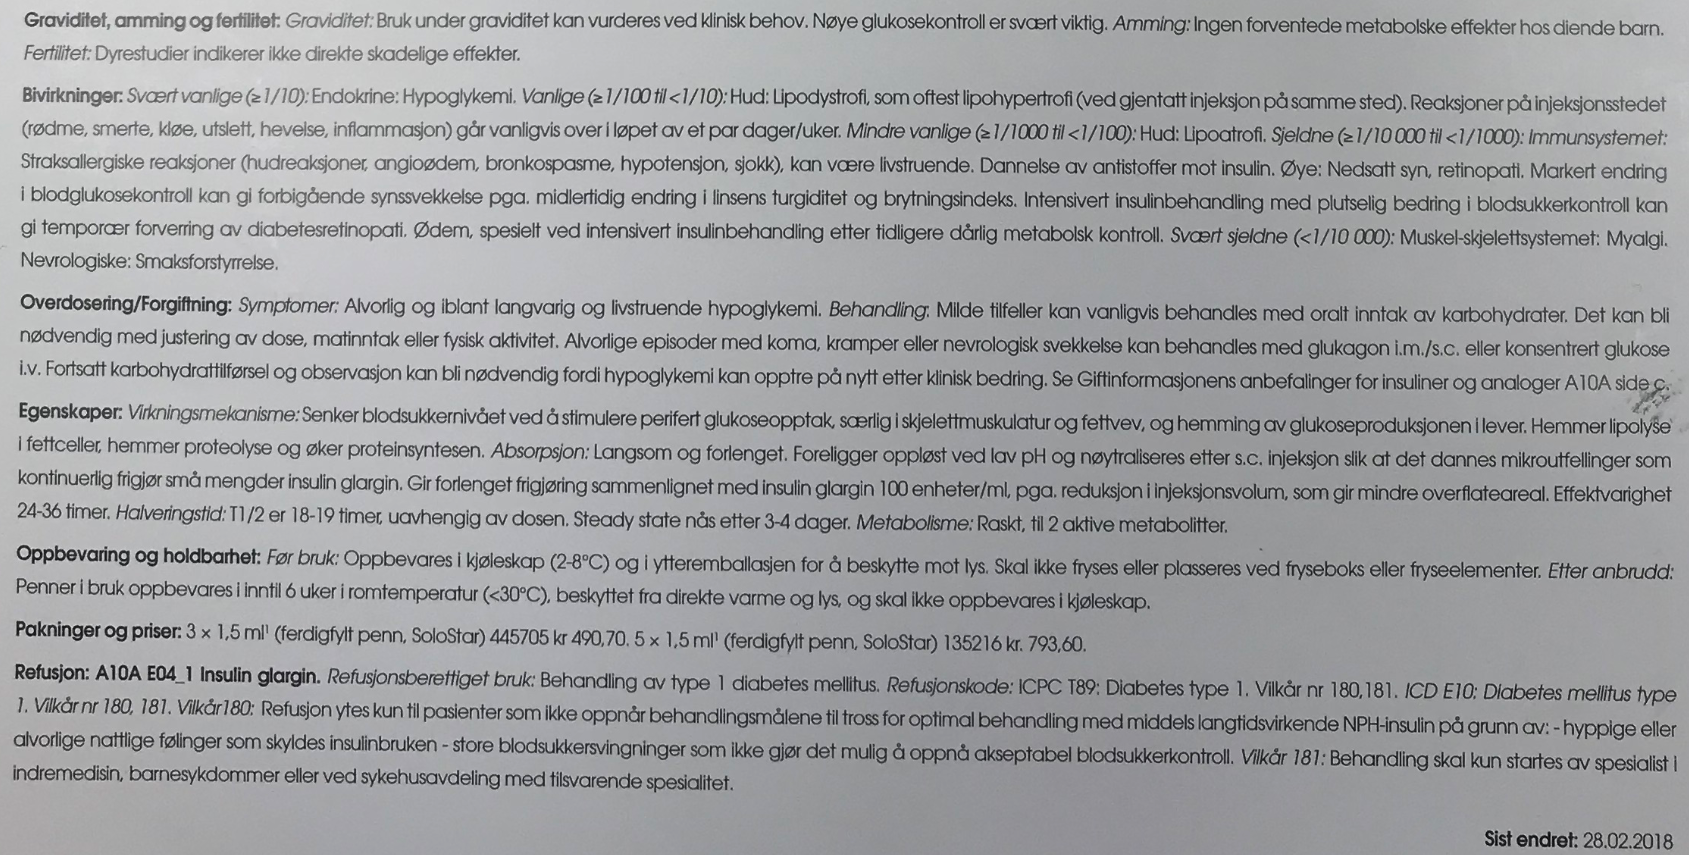 Graviditet, amming og fertilitet: Graviditet: Bruk under graviditet kan vurderes ved klinisk behov. Nøye glukosekontroll er svært viktig. Amming: Ingen forventede metabolske effekter hos diende barn.
Fertilitet: Dyrestudier indikerer ikke direkte skadelige effekter.
Bivirkninger: Svært vanlige (≥1/10): Endokrine: Hypoglykemi. Vanlige (≥1/100 til <1/10): Hud: Lipodystrofi, som oftest lipohypertrofi (ved gjentatt injeksjon på samme sted). Reaksjoner på injeksjonsstedet
(rødme, smerte, kløe, utslett, hevelse, inflammasjon) går vanligvis over i løpet av et par dager/uker. Mindre vanlige (≥1/1000 til <1/100): Hud: Lipoatrofi. Sjeldne (≥1/10 000 til <1/1000): Immunsystemet:
Straksallergiske reaksjoner (hudreaksjoner, angioødem, bronkospasme, hypotensjon, sjokk), kan være livstruende. Dannelse av antistoffer mot insulin. Øye: Nedsatt syn, retinopati. Markert endring
i blodglukosekontroll kan gi forbigående synssvekkelse pga. midlertidig endring i linsens turgiditet og brytningsindeks. Intensivert insulinbehandling med plutselig bedring i blodsukkerkontroll kan
gi temporær forverring av diabetesretinopati. Ødem, spesielt ved intensivert insulinbehandling etter tidligere dårlig metabolsk kontroll. Svært sjeldne (<1/10 000): Muskel-skjelettsystemet: Myalgi.
Nevrologiske: Smaksforstyrrelse.
Overdosering/Forgiftning: Symptomer: Alvorlig og iblant langvarig og livstruende hypoglykemi. Behandling: Milde tilfeller kan vanligvis behandles med oralt inntak av karbohydrater. Det kan bli
nødvendig med justering av dose, matinntak eller fysisk aktivitet. Alvorlige episoder med koma, kramper eller nevrologisk svekkelse kan behandles med glukagon i.m./s.c. eller konsentrert glukose
i.v. Fortsatt karbohydrattilførsel og observasjon kan bli nødvendig fordi hypoglykemi kan opptre på nytt etter klinisk bedring. Se Giftinformasjonens anbefalinger for insuliner og analoger A10A side c.
Egenskaper: Virkningsmekanisme: Senker blodsukkernivået ved å stimulere perifert glukoseopptak, særlig i skjelettmuskulatur og fettvev, og hemming av glukoseproduksjonen i lever. Hemmer lipolyse
i fettceller, hemmer proteolyse og øker proteinsyntesen. Absorpsjon: Langsom og forlenget. Foreligger oppløst ved lav pH og nøytraliseres etter s.c. injeksjon slik at det dannes mikroutfellinger som
kontinuerlig frigjør små mengder insulin glargin. Gir forlenget frigjøring sammenlignet med insulin glargin 100 enheter/ml, pga. reduksjon i injeksjonsvolum, som gir mindre overflateareal. Effektvarighet
24-36 timer. Halveringstid: T1/2 er 18-19 timer, uavhengig av dosen. Steady state nås etter 3-4 dager. Metabolisme: Raskt, til 2 aktive metabolitter.
Oppbevaring og holdbarhet: Før bruk: Oppbevares i kjøleskap (2-8°C) og i ytteremballasjen for å beskytte mot lys. Skal ikke fryses eller plasseres ved fryseboks eller fryseelementer. Etter anbrudd:
Penner i bruk oppbevares i inntil 6 uker i romtemperatur (<30°C), beskyttet fra direkte varme og lys, og skal ikke oppbevares i kjøleskap.
Pakninger og priser: 3 × 1,5 ml¹ (ferdigfylt penn, SoloStar) 445705 kr 490,70. 5 × 1,5 ml¹ (ferdigfylt penn, SoloStar) 135216 kr. 793,60.
Refusjon: A10A E04_1 Insulin glargin. Refusjonsberettiget bruk: Behandling av type 1 diabetes mellitus. Refusjonskode: ICPC T89: Diabetes type 1. Vilkår nr 180,181. ICD E10: Diabetes mellitus type
1. Vilkår nr 180, 181. Vilkår180: Refusjon ytes kun til pasienter som ikke oppnår behandlingsmålene til tross for optimal behandling med middels langtidsvirkende NPH-insulin på grunn av: - hyppige eller
alvorlige nattlige følinger som skyldes insulinbruken - store blodsukkersvingninger som ikke gjør det mulig å oppnå akseptabel blodsukkerkontroll. Vilkår 181: Behandling skal kun startes av spesialist i
indremedisin, barnesykdommer eller ved sykehusavdeling med tilsvarende spesialitet.
Sist endret: 28.02.2018